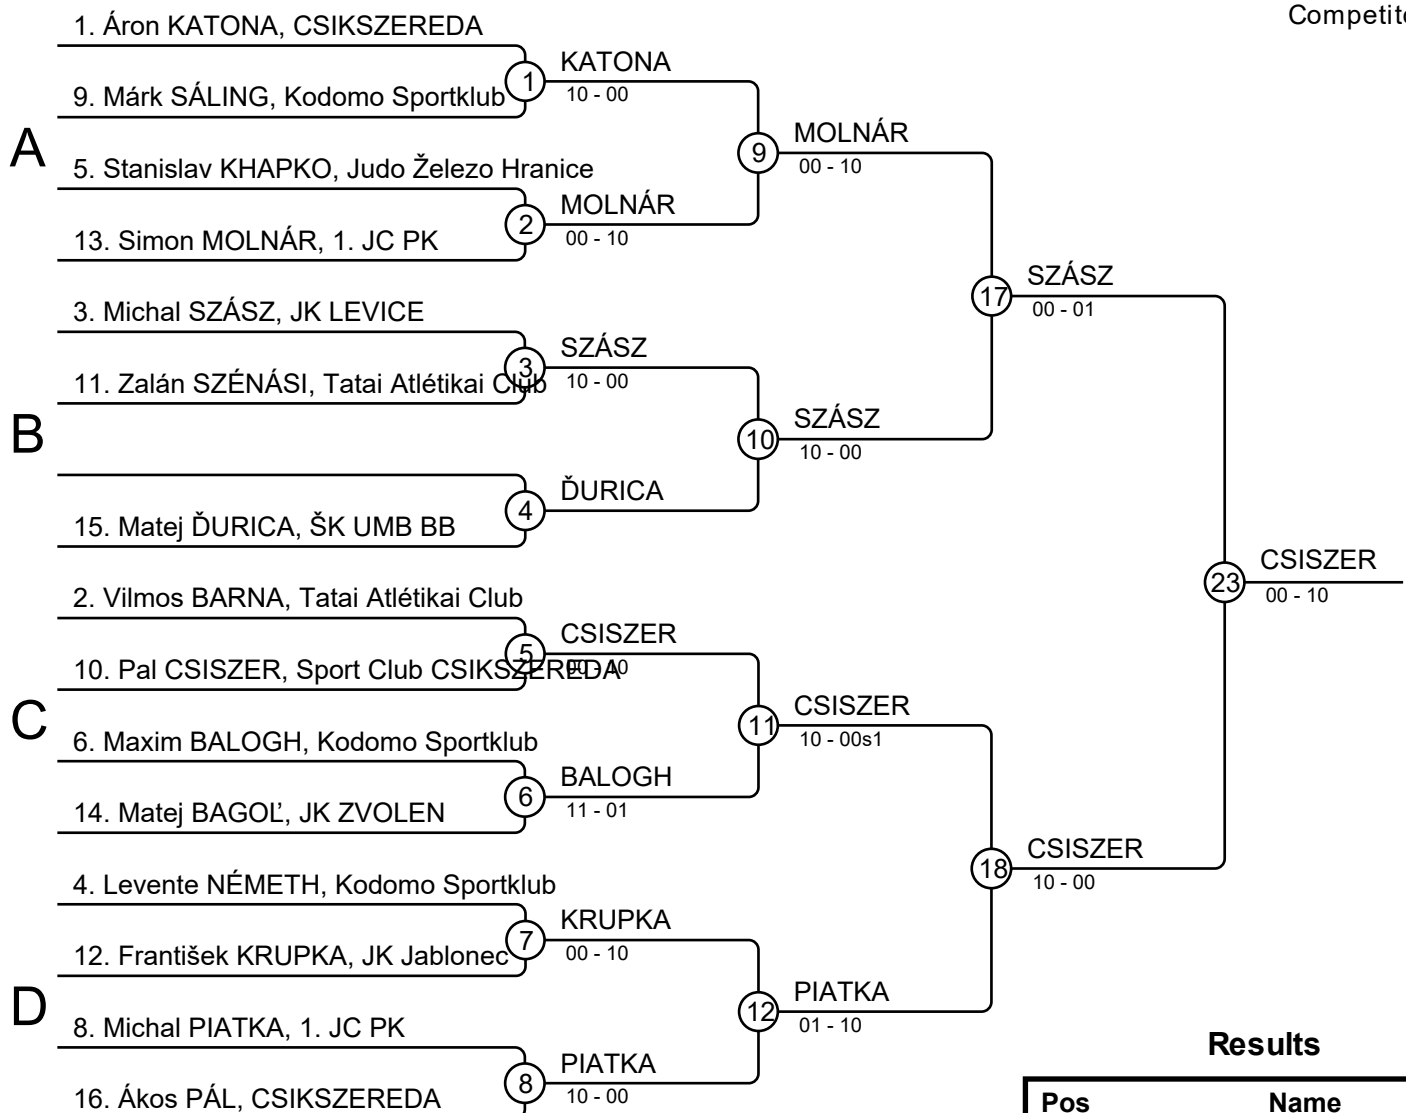 Competito
1. Áron KATONA, CSIKSZEREDA
KATONA
1
10 - 00
9. Márk SÁLING, Kodomo Sportklub
A
MOLNÁR
9
00 - 10
5. Stanislav KHAPKO, Judo Železo Hranice
MOLNÁR
2
00 - 10
13. Simon MOLNÁR, 1. JC PK
SZÁSZ
17
00 - 01
3. Michal SZÁSZ, JK LEVICE
SZÁSZ
3
10 - 00
11. Zalán SZÉNÁSI, Tatai Atlétikai Club
B
SZÁSZ
10
10 - 00
ĎURICA
4
15. Matej ĎURICA, ŠK UMB BB
CSISZER
23
00 - 10
2. Vilmos BARNA, Tatai Atlétikai Club
CSISZER
5
00 - 10
10. Pal CSISZER, Sport Club CSIKSZEREDA
C
CSISZER
11
10 - 00s1
6. Maxim BALOGH, Kodomo Sportklub
BALOGH
6
11 - 01
14. Matej BAGOĽ, JK ZVOLEN
CSISZER
18
10 - 00
4. Levente NÉMETH, Kodomo Sportklub
KRUPKA
7
00 - 10
12. František KRUPKA, JK Jablonec
D
PIATKA
12
01 - 10
8. Michal PIATKA, 1. JC PK
PIATKA
8
10 - 00
16. Ákos PÁL, CSIKSZEREDA
Results
Pos Name